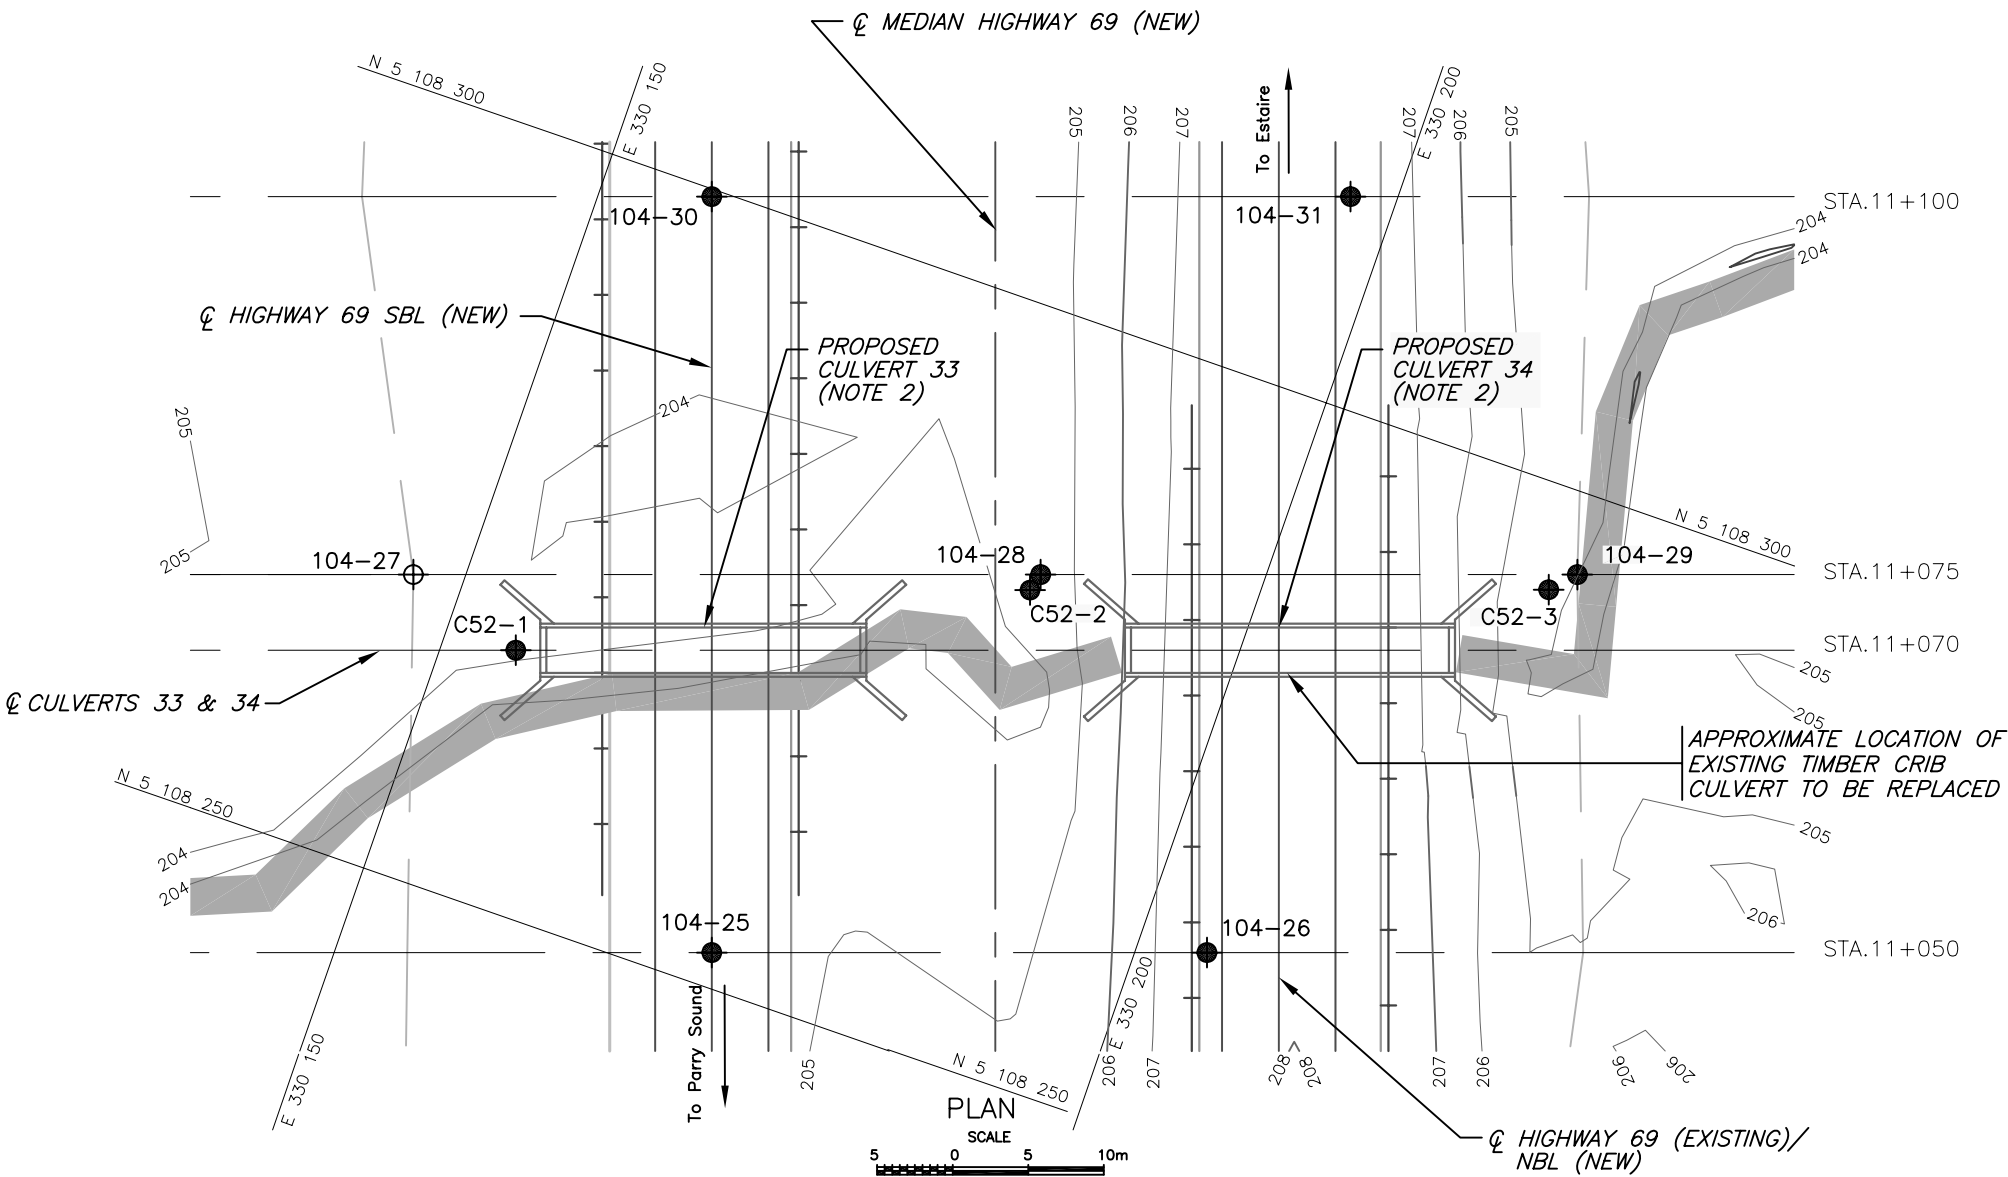 ℄ MEDIAN HIGHWAY 69 (NEW)
N 5 108 300
E 330 150
To Estaire
E 330 200
205
206
207
207
206
205
STA.11+100
104-30
104-31
204
204
℄ HIGHWAY 69 SBL (NEW)
PROPOSED
CULVERT 33
(NOTE 2)
PROPOSED
CULVERT 34
(NOTE 2)
204
205
205
N 5 108 300
104-27
104-28
104-29
STA.11+075
C52-1
C52-2
C52-3
STA.11+070
℄ CULVERTS 33 & 34
205
205
APPROXIMATE LOCATION OF
EXISTING TIMBER CRIB
CULVERT TO BE REPLACED
N 5 108 250
205
204
204
206
104-25
104-26
STA.11+050
E 330 150
To Parry Sound
205
N 5 108 250
206
E 330 200
207
208
208
207
206
206
206
PLAN
SCALE
5 0 5 10m
℄ HIGHWAY 69 (EXISTING)/
NBL (NEW)